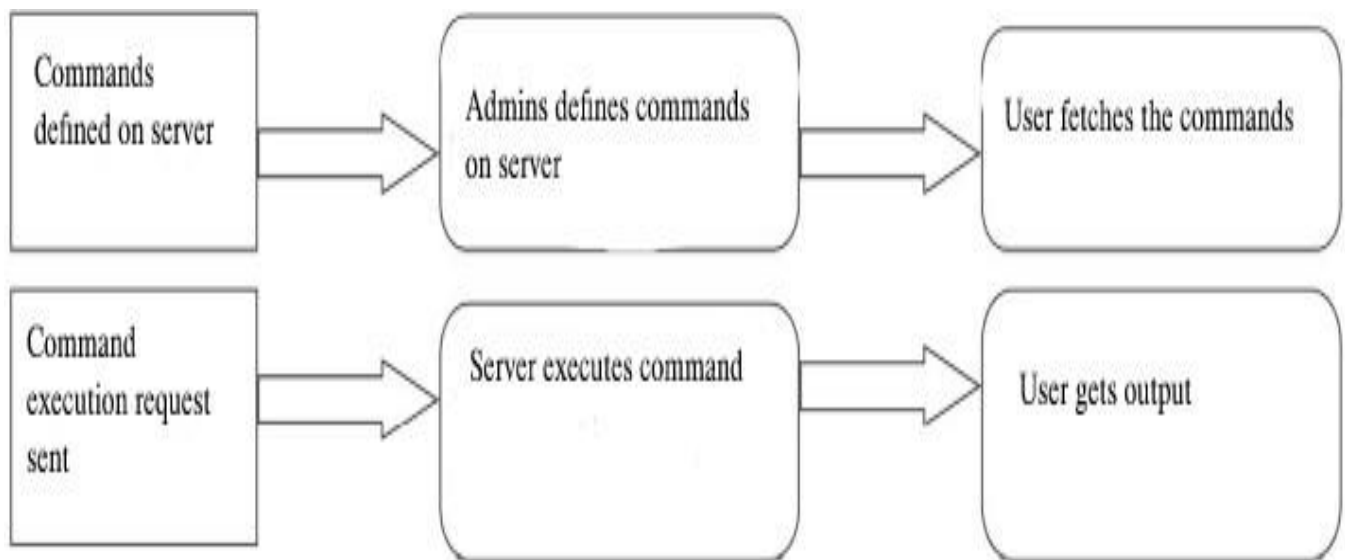 Commands
defined on server
Admins defines commands
on server
User fetches the commands
Command
execution request
sent
Server executes command
User gets output